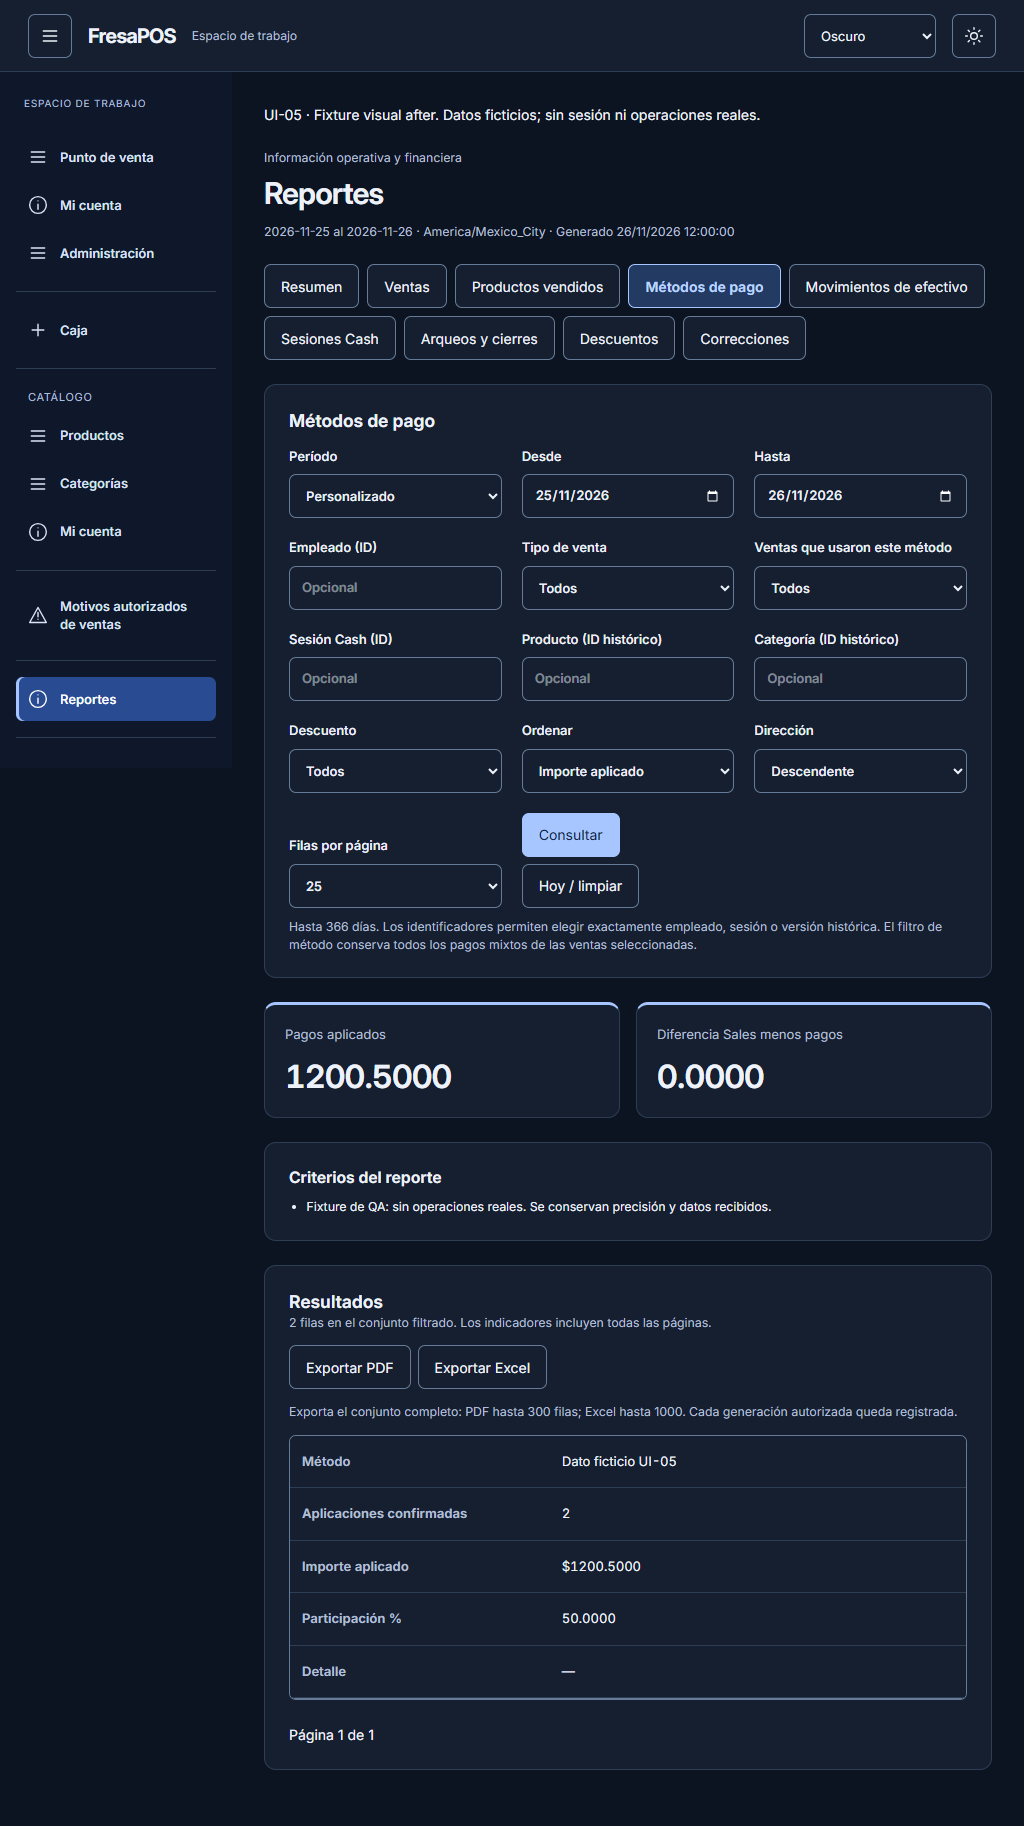 FresaPOS
Espacio de trabajo
Oscuro
ESPACIO DE TRABAJO
Punto de venta
Mi cuenta
Administración
Caja
CATÁLOGO
Productos
Categorías
Mi cuenta
Motivos autorizados
de ventas
Reportes
UI-05 · Fixture visual after. Datos ficticios; sin sesión ni operaciones reales.
Información operativa y financiera
Reportes
2026-11-25 al 2026-11-26 · America/Mexico_City · Generado 26/11/2026 12:00:00
Resumen
Ventas
Productos vendidos
Métodos de pago
Movimientos de efectivo
Sesiones Cash
Arqueos y cierres
Descuentos
Correcciones
Métodos de pago
Período
Desde
Hasta
Personalizado
25/11/2026
26/11/2026
Empleado (ID)
Tipo de venta
Ventas que usaron este método
Opcional
Todos
Todos
Sesión Cash (ID)
Producto (ID histórico)
Categoría (ID histórico)
Opcional
Opcional
Opcional
Descuento
Ordenar
Dirección
Todos
Importe aplicado
Descendente
Filas por página
Consultar
25
Hoy / limpiar
Hasta 366 días. Los identificadores permiten elegir exactamente empleado, sesión o versión histórica. El filtro de
método conserva todos los pagos mixtos de las ventas seleccionadas.
Pagos aplicados
1200.5000
Diferencia Sales menos pagos
0.0000
Criterios del reporte
• Fixture de QA: sin operaciones reales. Se conservan precisión y datos recibidos.
Resultados
2 filas en el conjunto filtrado. Los indicadores incluyen todas las páginas.
Exportar PDF
Exportar Excel
Exporta el conjunto completo: PDF hasta 300 filas; Excel hasta 1000. Cada generación autorizada queda registrada.
Método Dato ficticio UI-05
Aplicaciones confirmadas 2
Importe aplicado $1200.5000
Participación % 50.0000
Detalle —
Página 1 de 1